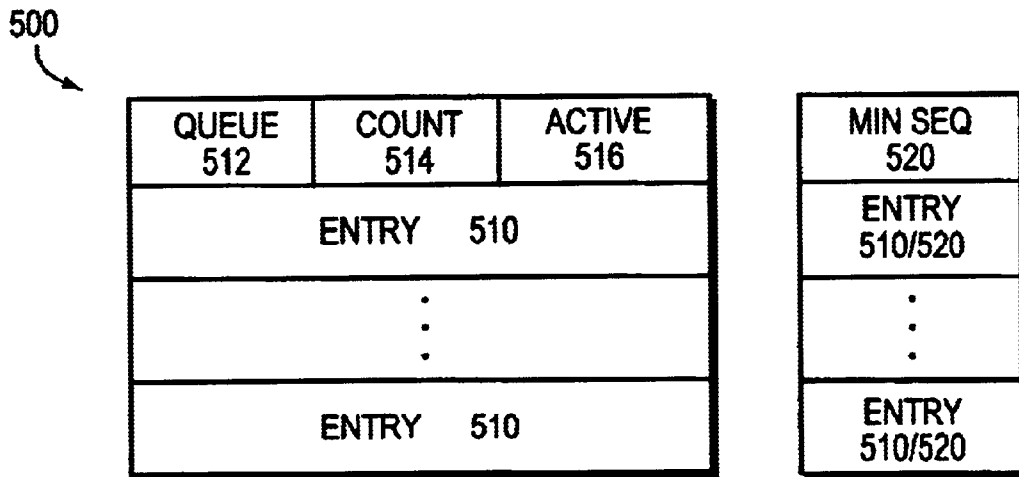 500
QUEUE
512
COUNT
514
ACTIVE
516
ENTRY 510
ENTRY 510
MIN SEQ
520
ENTRY
510/520
ENTRY
510/520